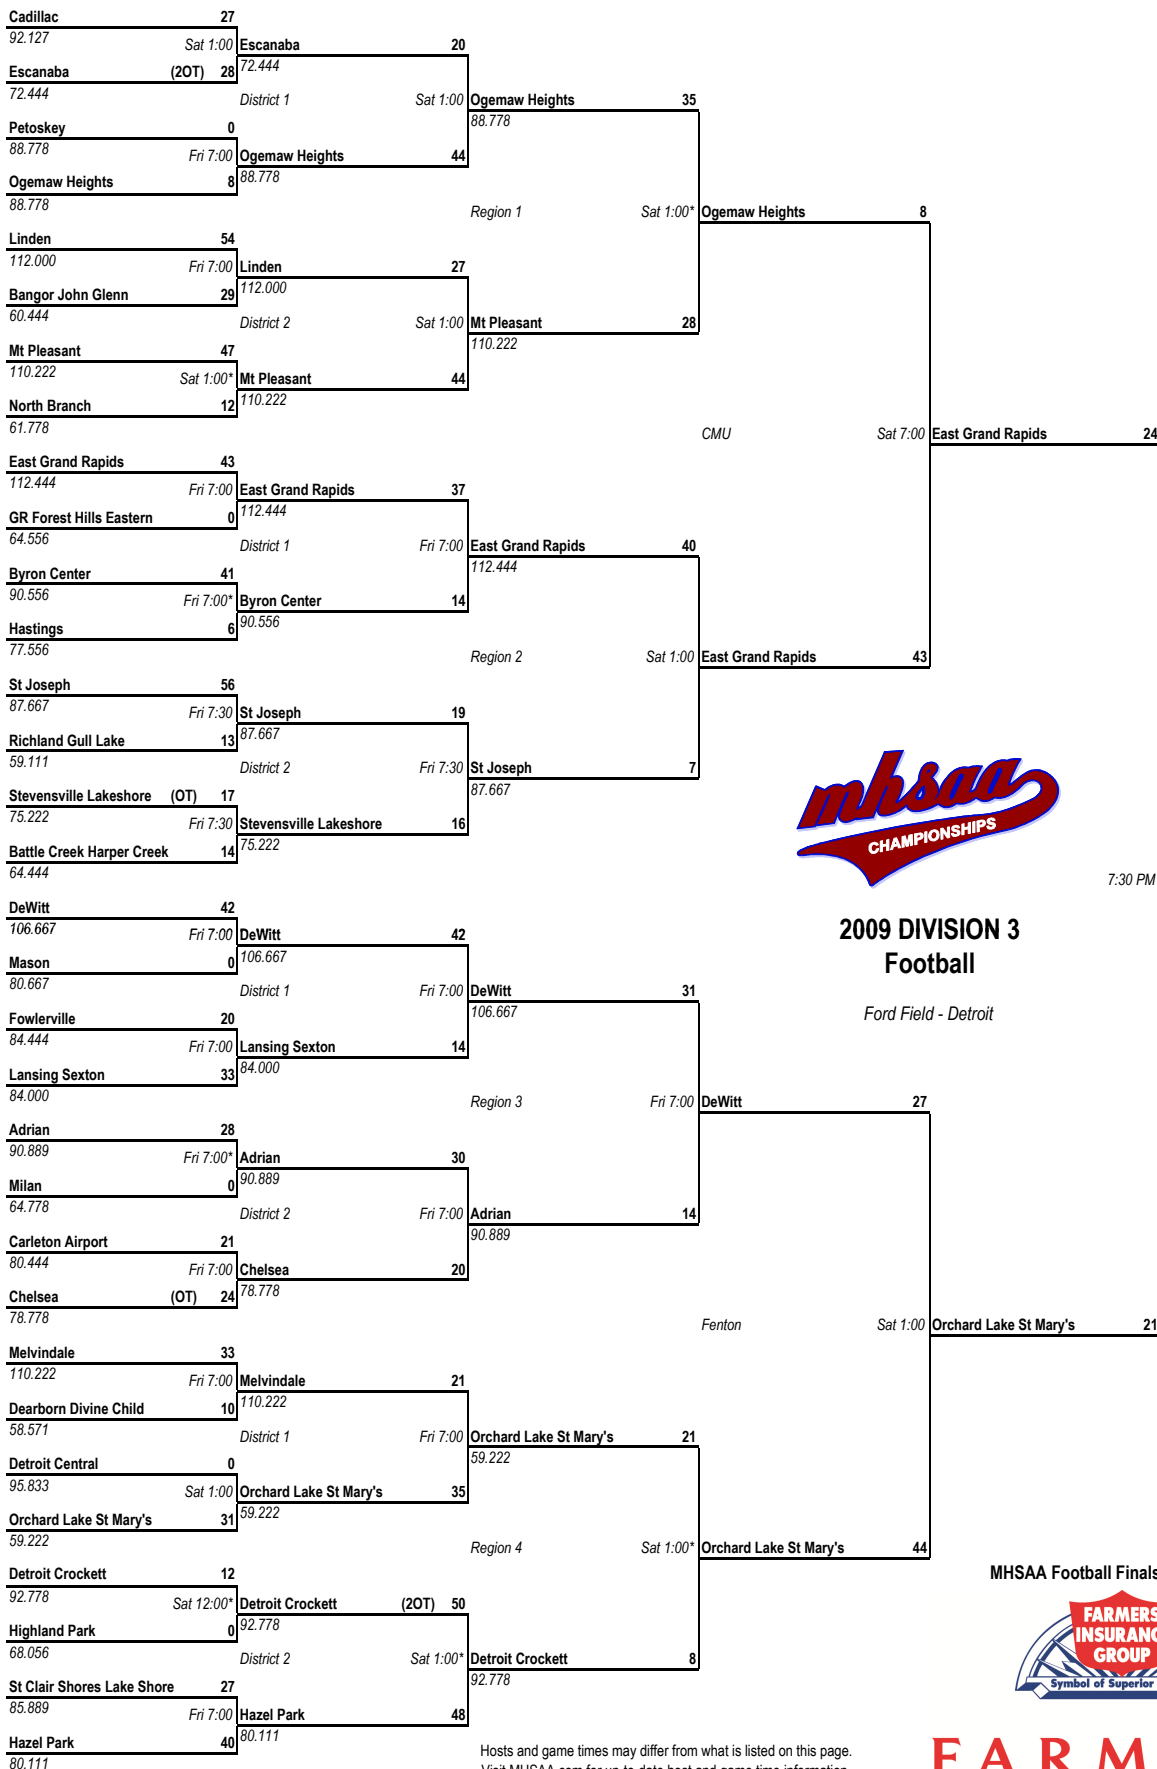 Cadillac 27
92.127 Sat 1:00 Escanaba 20
Escanaba (2OT) 28 72.444
72.444 District 1 Sat 1:00 Ogemaw Heights 35
Petoskey 0 88.778
88.778 Fri 7:00 Ogemaw Heights 44
Ogemaw Heights 8 88.778
88.778 Region 1 Sat 1:00* Ogemaw Heights 8
Linden 54
112.000 Fri 7:00 Linden 27
Bangor John Glenn 29 112.000
60.444 District 2 Sat 1:00 Mt Pleasant 28
Mt Pleasant 47 110.222
110.222 Sat 1:00* Mt Pleasant 44
North Branch 12 110.222
61.778 CMU Sat 7:00 East Grand Rapids 24
East Grand Rapids 43
112.444 Fri 7:00 East Grand Rapids 37
GR Forest Hills Eastern 0 112.444
64.556 District 1 Fri 7:00 East Grand Rapids 40
Byron Center 41 112.444
90.556 Fri 7:00* Byron Center 14
Hastings 6 90.556
77.556 Region 2 Sat 1:00 East Grand Rapids 43
St Joseph 56
87.667 Fri 7:30 St Joseph 19
Richland Gull Lake 13 87.667
59.111 District 2 Fri 7:30 St Joseph 7
Stevensville Lakeshore (OT) 17 87.667
75.222 Fri 7:30 Stevensville Lakeshore 16
Battle Creek Harper Creek 14 75.222
64.444
mhsaa
CHAMPIONSHIPS
7:30 PM
DeWitt 42
106.667 Fri 7:00 DeWitt 42
2009 DIVISION 3
Mason 0 106.667
Football
80.667 District 1 Fri 7:00 DeWitt 31
Fowlerville 20 106.667
Ford Field - Detroit
84.444 Fri 7:00 Lansing Sexton 14
Lansing Sexton 33 84.000
84.000 Region 3 Fri 7:00 DeWitt 27
Adrian 28
90.889 Fri 7:00* Adrian 30
Milan 0 90.889
64.778 District 2 Fri 7:00 Adrian 14
Carleton Airport 21 90.889
80.444 Fri 7:00 Chelsea 20
Chelsea (OT) 24 78.778
78.778 Fenton Sat 1:00 Orchard Lake St Mary's 21
Melvindale 33
110.222 Fri 7:00 Melvindale 21
Dearborn Divine Child 10 110.222
58.571 District 1 Fri 7:00 Orchard Lake St Mary's 21
Detroit Central 0 59.222
95.833 Sat 1:00 Orchard Lake St Mary's 35
Orchard Lake St Mary's 31 59.222
59.222 Region 4 Sat 1:00* Orchard Lake St Mary's 44
Detroit Crockett 12
MHSAA Football Finals
92.778 Sat 12:00* Detroit Crockett (2OT) 50
Highland Park 0 92.778
68.056 District 2 Sat 1:00* Detroit Crockett 8
St Clair Shores Lake Shore 27 92.778
85.889 Fri 7:00 Hazel Park 48
Hazel Park 40 80.111
80.111
FARMERS
INSURANC
GROUP
Symbol of Superior
Hosts and game times may differ from what is listed on this page.
Visit MHSAA.com for up to date host and game time information.
FARM